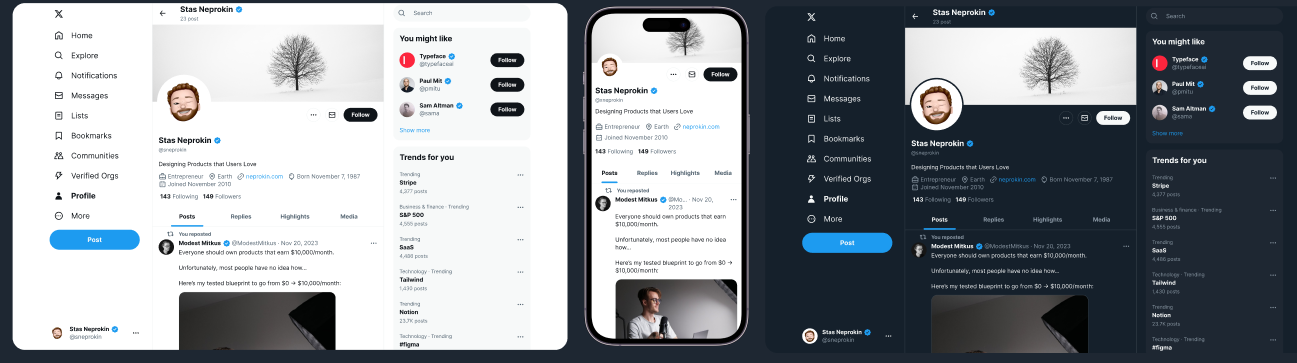 Stas Neprokin
23 post
Home
Explore
Notifications
Messages
Lists
Bookmarks
Communities
Verified Orgs
Profile
More
Post
Stas Neprokin
@sneprokin
Follow
Stas Neprokin
@sneprokin
Designing Products that Users Love
Entrepreneur Earth neprokin.com Born November 7, 1987
Joined November 2010
143 Following 149 Followers
Posts Replies Highlights Media
You reposted
Modest Mitkus @ModestMitkus · Nov 20, 2023
Everyone should own products that earn $10,000/month.
Unfortunately, most people have no idea how...
Here's my tested blueprint to go from $0 → $10,000/month:
Search
You might like
Typeface
@typefaceai
Follow
Paul Mit
@pmitu
Follow
Sam Altman
@sama
Follow
Show more
Trends for you
Trending
Stripe
4,377 posts
Business & finance · Trending
S&P 500
4,555 posts
Trending
SaaS
4,488 posts
Technology · Trending
Tailwind
1,430 posts
Trending
Notion
23.7K posts
Technology · Trending
#figma
Follow
Stas Neprokin
@sneprokin
Designing Products that Users Love
Entrepreneur Earth neprokin.com
Joined November 2010
143 Following 149 Followers
Posts Replies Highlights Media
You reposted
Modest Mitkus @Mo... · Nov 20,
2023
Everyone should own products that earn
$10,000/month.
Unfortunately, most people have no idea
how...
Here's my tested blueprint to go from $0 →
$10,000/month:
Stas Neprokin
23 post
Home
Explore
Notifications
Messages
Lists
Bookmarks
Communities
Verified Orgs
Profile
More
Post
Stas Neprokin
@sneprokin
Follow
Stas Neprokin
@sneprokin
Designing Products that Users Love
Entrepreneur Earth neprokin.com Born November 7, 1987
Joined November 2010
143 Following 149 Followers
Posts Replies Highlights Media
You reposted
Modest Mitkus @ModestMitkus · Nov 20, 2023
Everyone should own products that earn $10,000/month.
Unfortunately, most people have no idea how...
Here's my tested blueprint to go from $0 → $10,000/month:
Search
You might like
Typeface
@typefaceai
Follow
Paul Mit
@pmitu
Follow
Sam Altman
@sama
Follow
Show more
Trends for you
Trending
Stripe
4,377 posts
Business & finance · Trending
S&P 500
4,555 posts
Trending
SaaS
4,488 posts
Technology · Trending
Tailwind
1,430 posts
Trending
Notion
23.7K posts
Technology · Trending
#figma